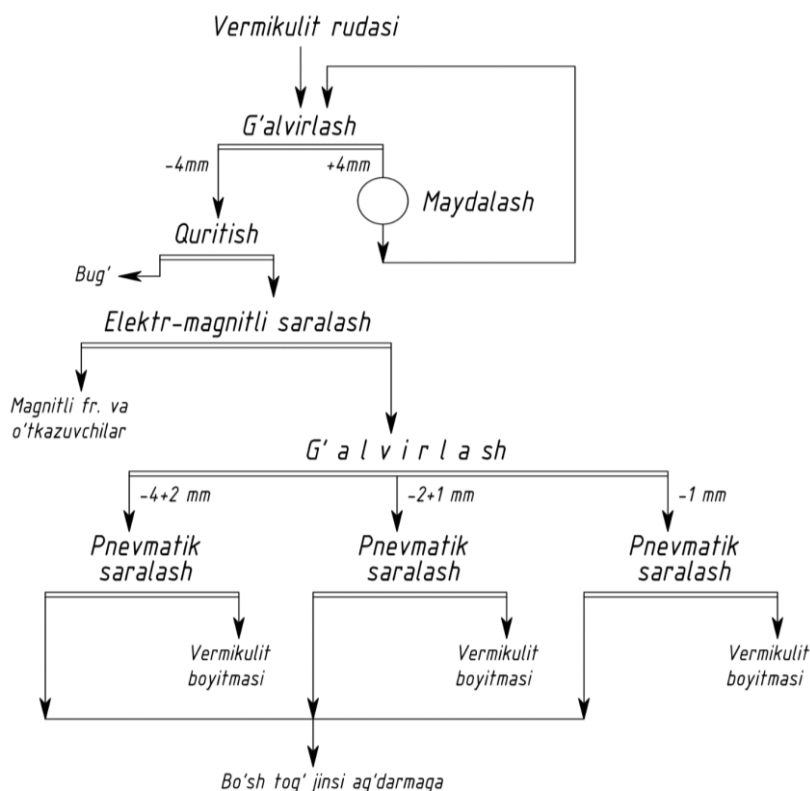 Vermikulit rudasi
G'alvirlash
-4mm
+4mm
Maydalash
Quritish
Bug'
Elektr-magnitli saralash
Magnitli fr. va
o'tkazuvchilar
G' a l v i r l a sh
-4+2 mm
-2+1 mm
-1 mm
Pnevmatik
saralash
Pnevmatik
saralash
Pnevmatik
saralash
Vermikulit
boyitmasi
Vermikulit
boyitmasi
Vermikulit
boyitmasi
Bo'sh tog' jinsi ag'darmaga